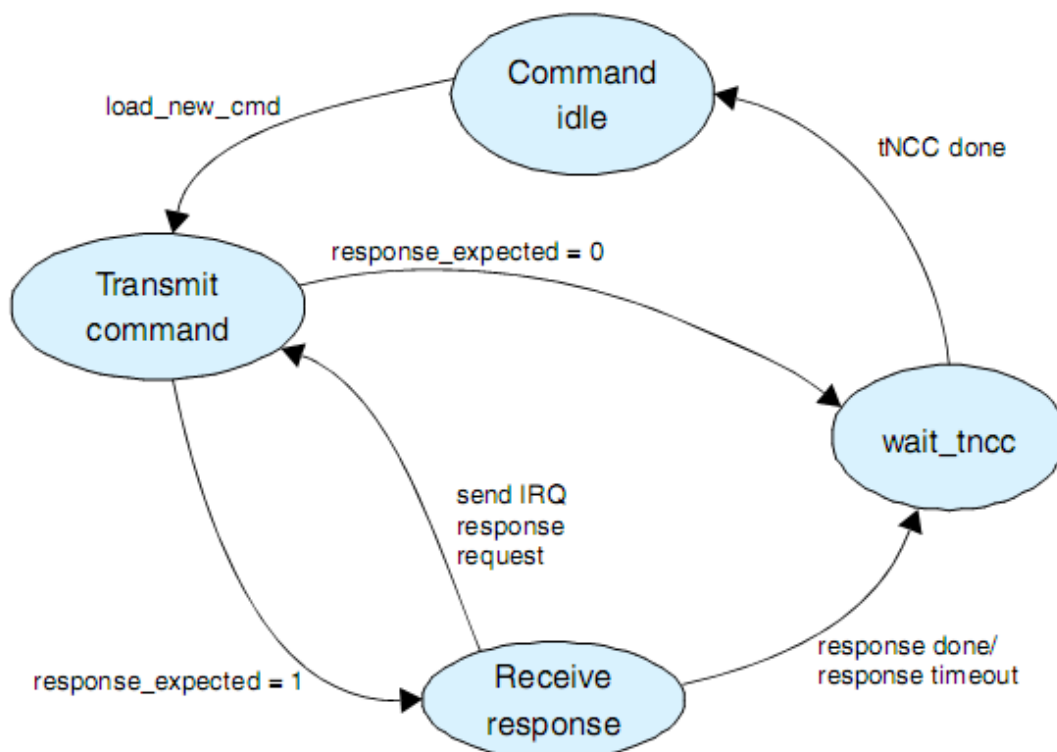 Command
idle
load_new_cmd
tNCC done
response_expected = 0
Transmit
command
wait_tncc
send IRQ
response
request
response done/
response timeout
response_expected = 1
Receive
response